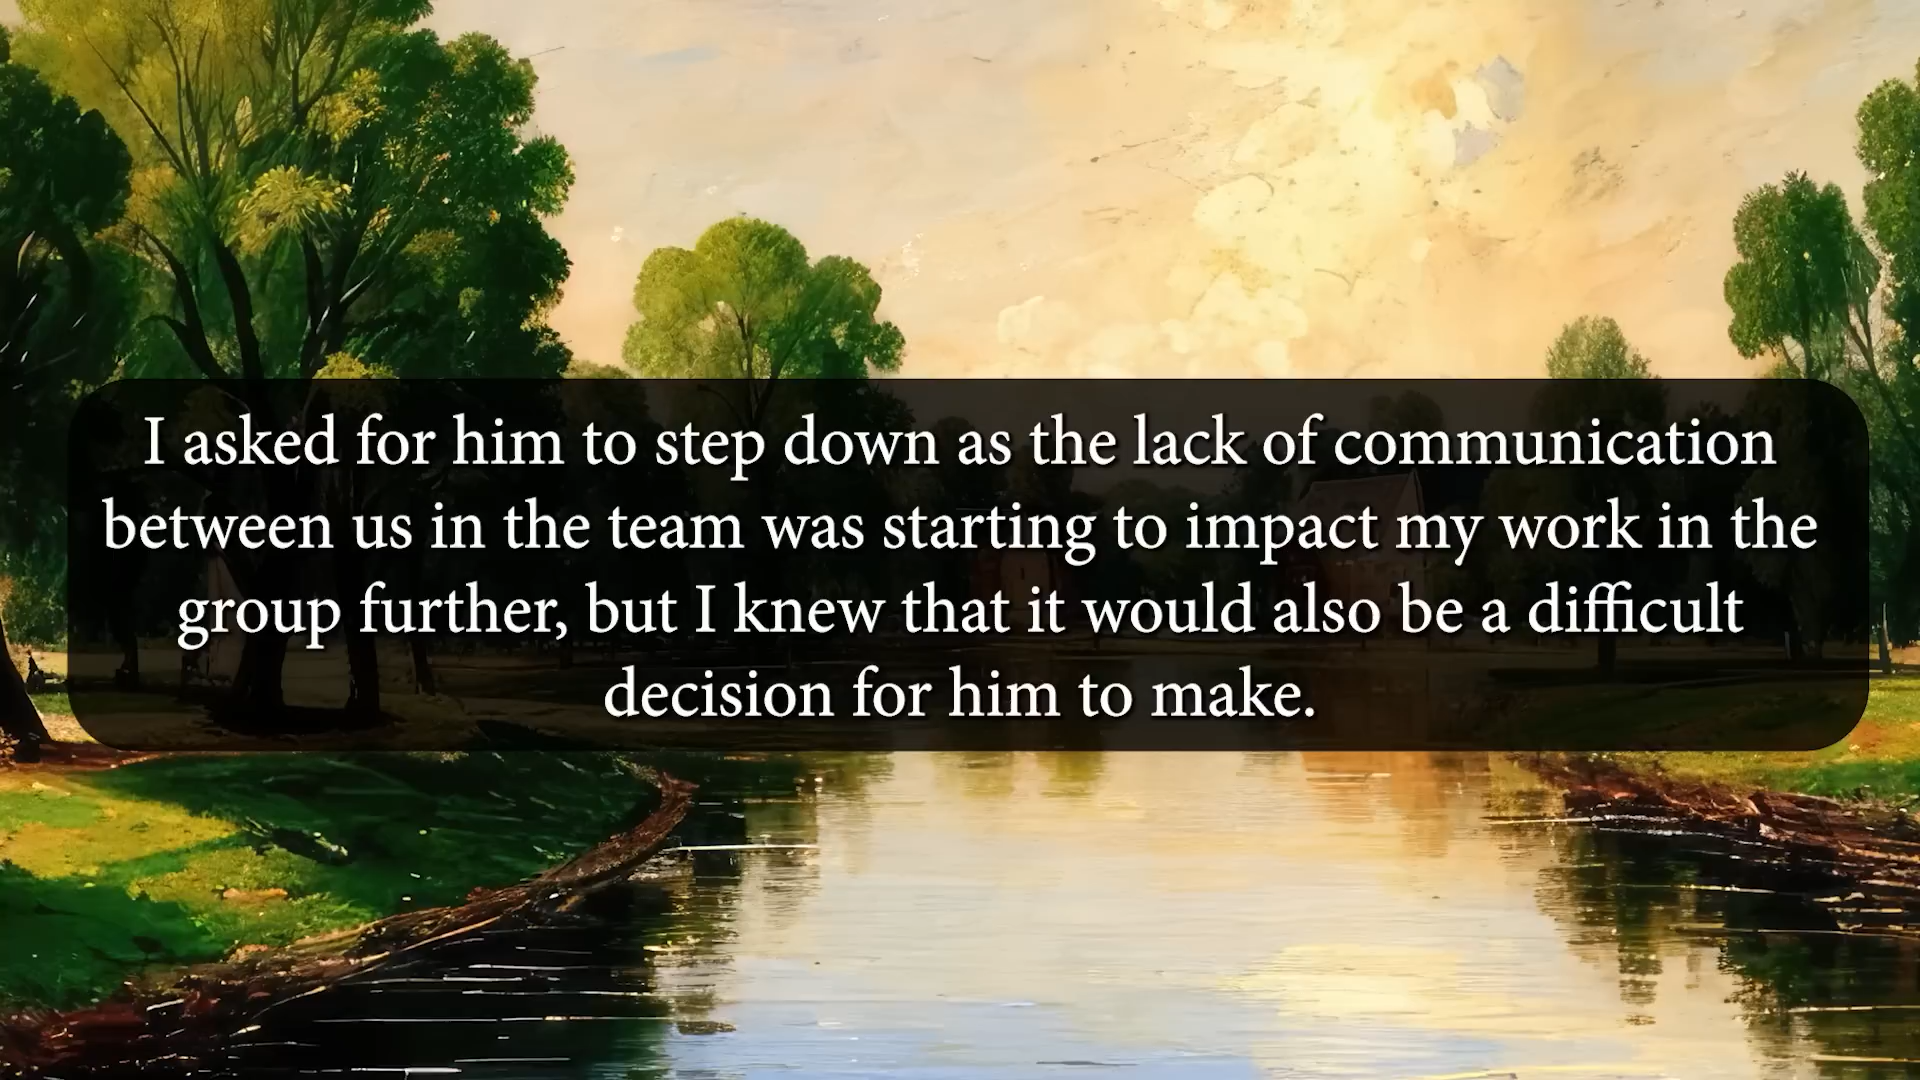 I asked for him to step down as the lack of communication
between us in the team was starting to impact my work in the
group further, but I knew that it would also be a difficult
decision for him to make.